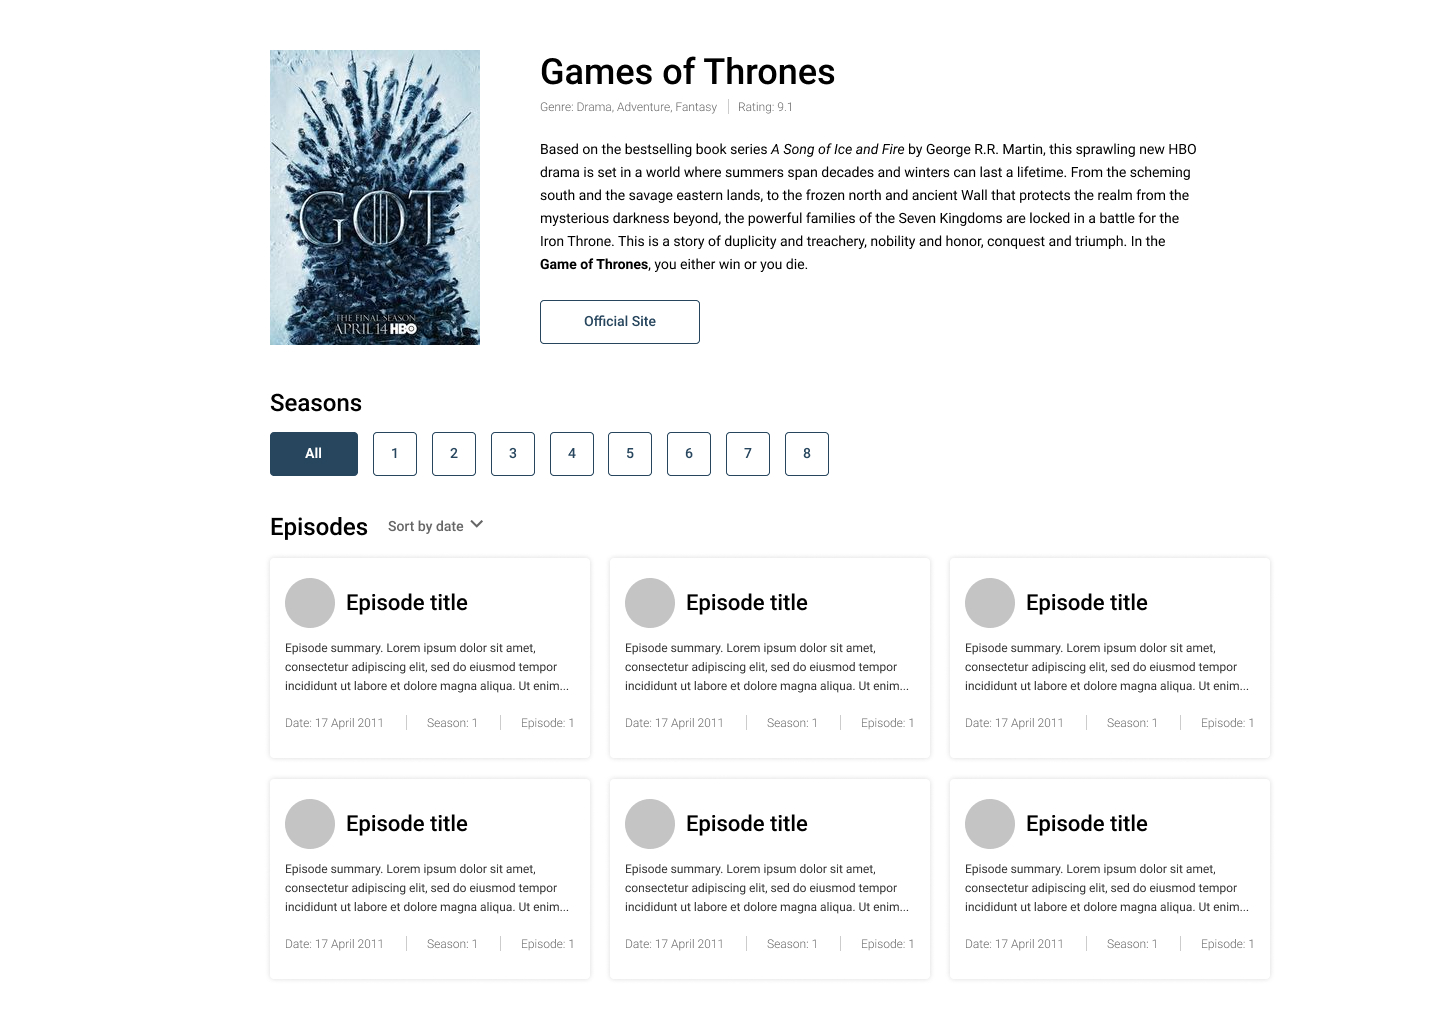 GOT
THE FINAL SEASON
APRIL 14 HBO
Games of Thrones
Genre: Drama, Adventure, Fantasy
Rating: 9.1
Based on the bestselling book series A Song of Ice and Fire by George R.R. Martin, this sprawling new HBO
drama is set in a world where summers span decades and winters can last a lifetime. From the scheming
south and the savage eastern lands, to the frozen north and ancient Wall that protects the realm from the
mysterious darkness beyond, the powerful families of the Seven Kingdoms are locked in a battle for the
Iron Throne. This is a story of duplicity and treachery, nobility and honor, conquest and triumph. In the
Game of Thrones, you either win or you die.
Official Site
Seasons
All 1 2 3 4 5 6 7 8
Episodes Sort by date
Episode title
Episode summary. Lorem ipsum dolor sit amet,
consectetur adipiscing elit, sed do eiusmod tempor
incididunt ut labore et dolore magna aliqua. Ut enim...
Date: 17 April 2011 Season: 1 Episode: 1
Episode title
Episode summary. Lorem ipsum dolor sit amet,
consectetur adipiscing elit, sed do eiusmod tempor
incididunt ut labore et dolore magna aliqua. Ut enim...
Date: 17 April 2011 Season: 1 Episode: 1
Episode title
Episode summary. Lorem ipsum dolor sit amet,
consectetur adipiscing elit, sed do eiusmod tempor
incididunt ut labore et dolore magna aliqua. Ut enim...
Date: 17 April 2011 Season: 1 Episode: 1
Episode title
Episode summary. Lorem ipsum dolor sit amet,
consectetur adipiscing elit, sed do eiusmod tempor
incididunt ut labore et dolore magna aliqua. Ut enim...
Date: 17 April 2011 Season: 1 Episode: 1
Episode title
Episode summary. Lorem ipsum dolor sit amet,
consectetur adipiscing elit, sed do eiusmod tempor
incididunt ut labore et dolore magna aliqua. Ut enim...
Date: 17 April 2011 Season: 1 Episode: 1
Episode title
Episode summary. Lorem ipsum dolor sit amet,
consectetur adipiscing elit, sed do eiusmod tempor
incididunt ut labore et dolore magna aliqua. Ut enim...
Date: 17 April 2011 Season: 1 Episode: 1